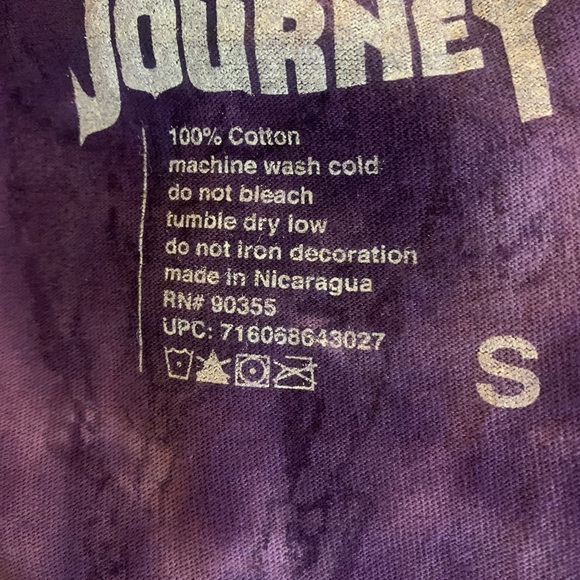 JOURNEY
100% Cotton
machine wash cold
do not bleach
tumble dry low
do not iron decoration
made in Nicaragua
RN# 90355
UPC: 716068643027
S